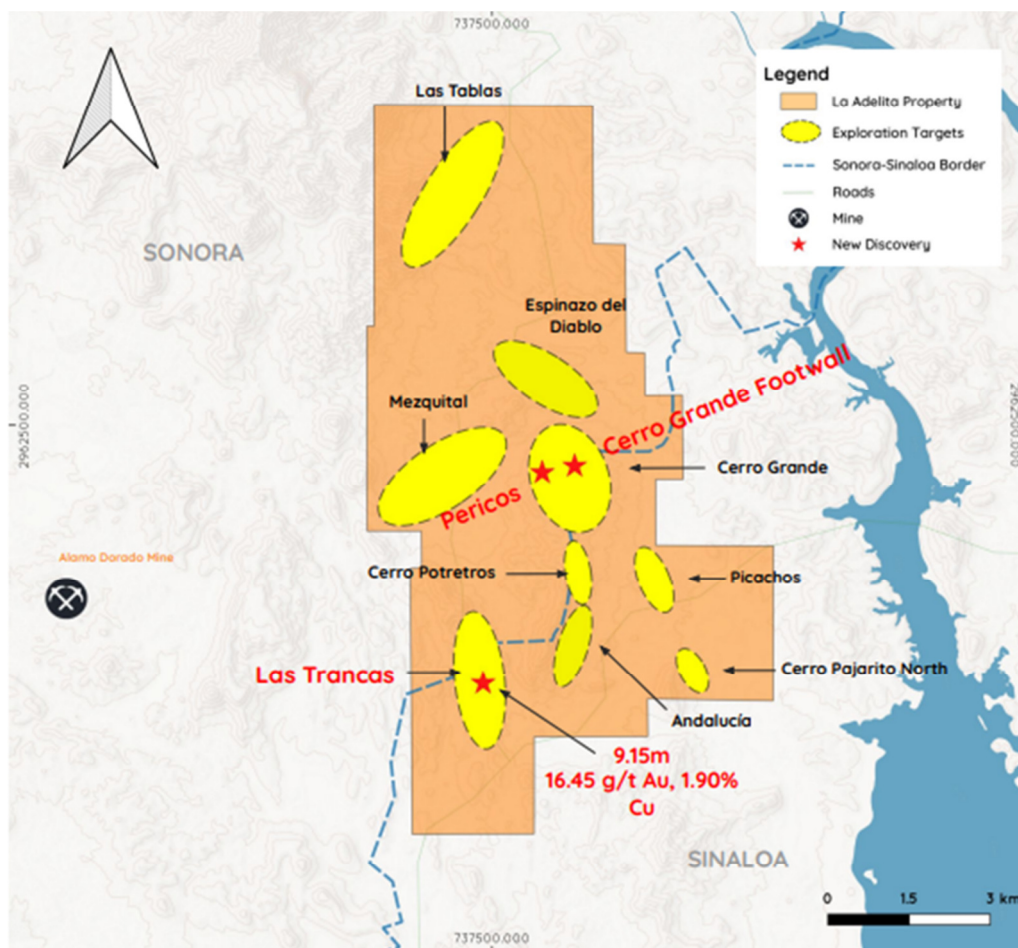 737500.000
Legend
La Adelita Property
Exploration Targets
Sonora-Sinaloa Border
Roads
Mine
New Discovery
Las Tablas
SONORA
Espinazo del
Diablo
Cerro Grande Footwall
Mezquital
2962500.000
2962500.000
Cerro Grande
Pericos
Alamo Dorado Mine
Cerro Potretros
Picachos
Las Trancas
Cerro Pajarito North
Andalucía
9.15m
16.45 g/t Au, 1.90%
Cu
SINALOA
0 1.5 3 km
737500.000